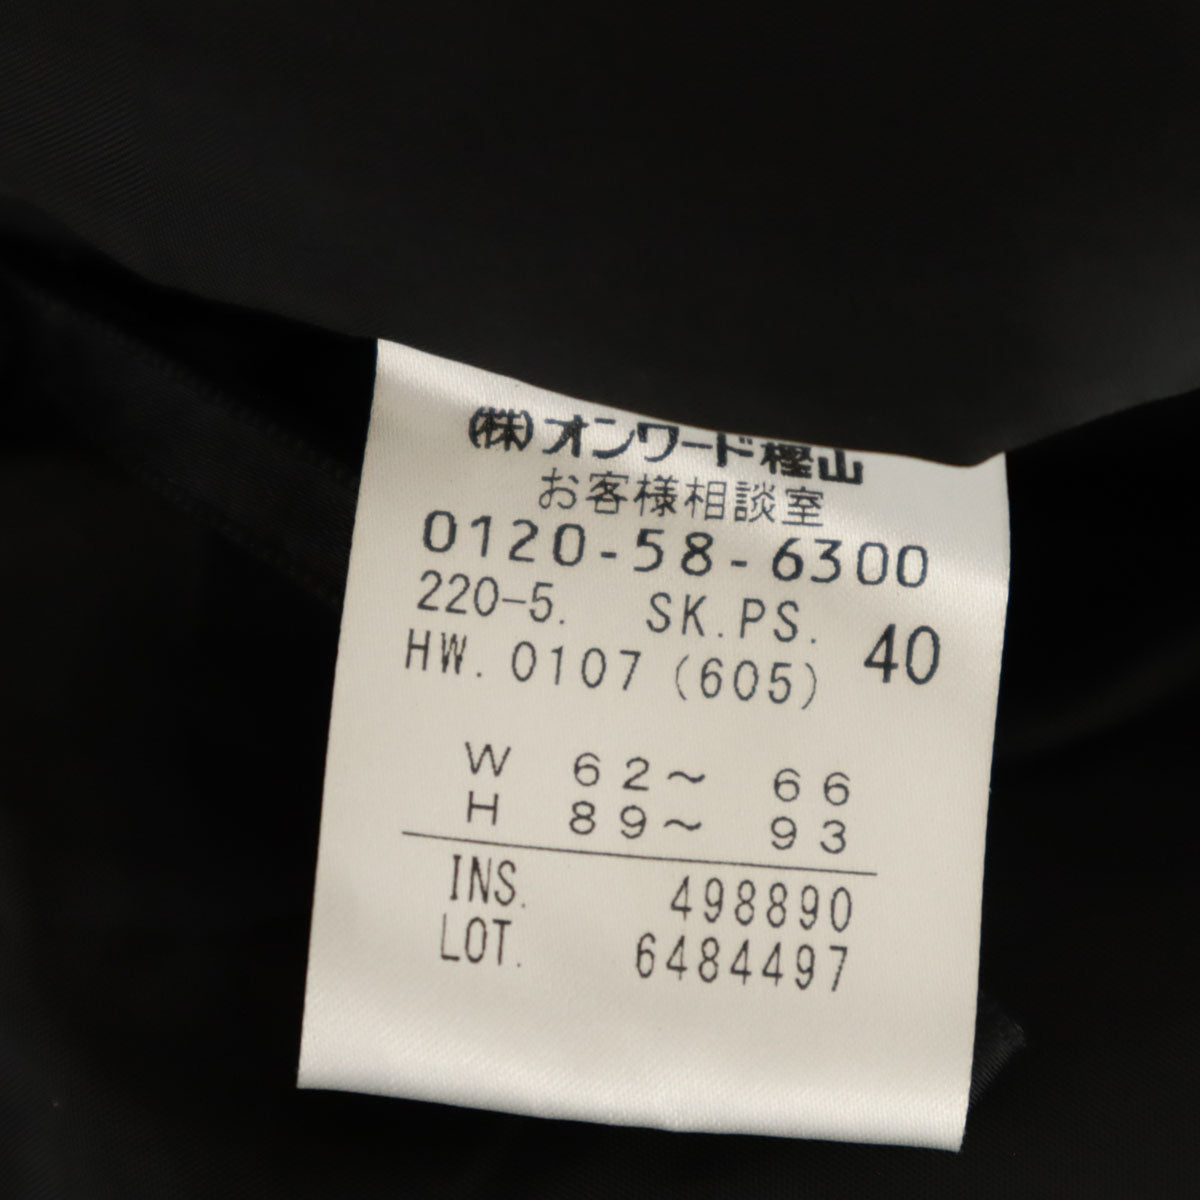 (株)オンワード樫山
お客様相談室
0120-58-6300
220-5. SK.PS. 40
HW. 0107 (605)
W 62〜 66
H 89〜 93
INS. 498890
LOT. 6484497